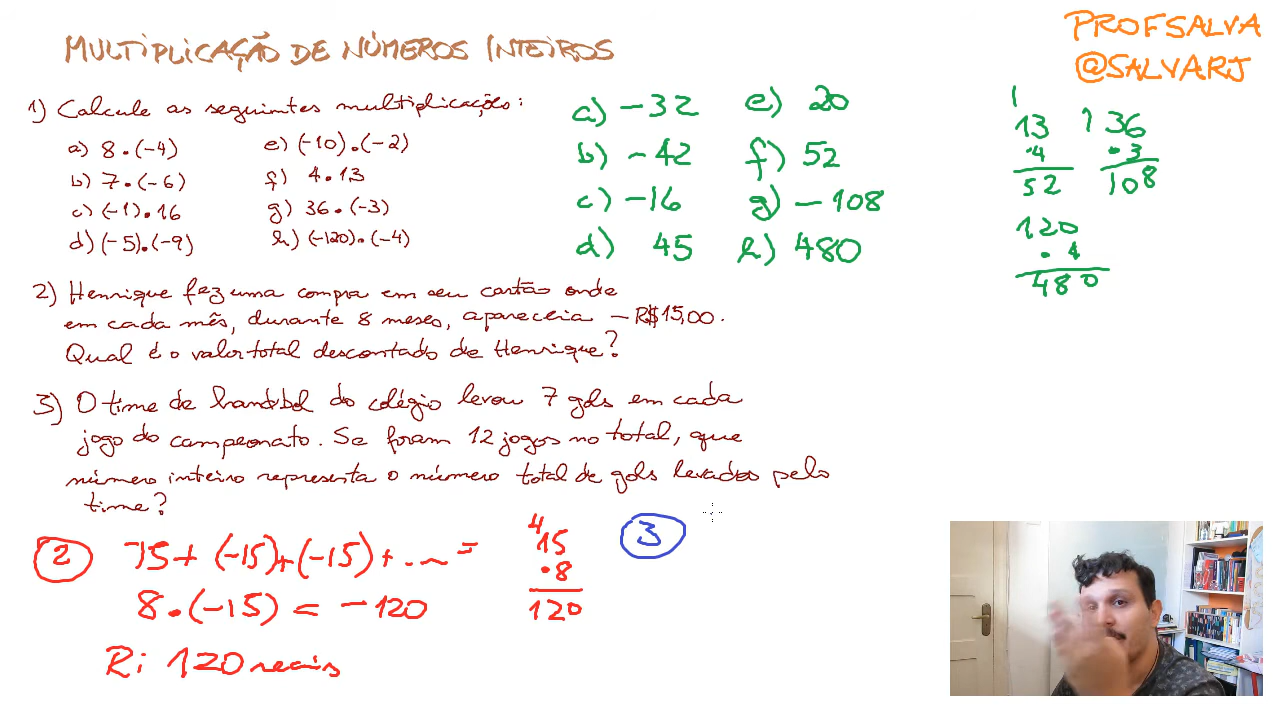 MULTIPLICAÇÃO DE NÚMEROS INTEIROS
PROFSALVA
@SALVARJ
1) Calcule as seguintes multiplicações:
a) 8 . (-4)
b) 7 . (-6)
c) (-1) . 16
d) (-5) . (-9)
e) (-10) . (-2)
f) 4 . 13
g) 36 . (-3)
h) (-120) . (-4)
a) -32
b) -42
c) -16
d) 45
e) 20
f) 52
g) -108
h) 480
1
13
. 4
52
1 36
. 3
108
120
. 4
480
2) Henrique fez uma compra em seu cartão onde
em cada mês, durante 8 meses, apareceia -R$15,00.
Qual é o valor total descontado de Henrique?
3) O time de handebol do colégio levou 7 gols em cada
jogo do campeonato. Se foram 12 jogos no total, que
número inteiro representa o número total de gols levados pelo
time?
2 15 + (-15) + (-15) + ... =
8 . (-15) = -120
R: 120 reais
4
15
. 8
120
3